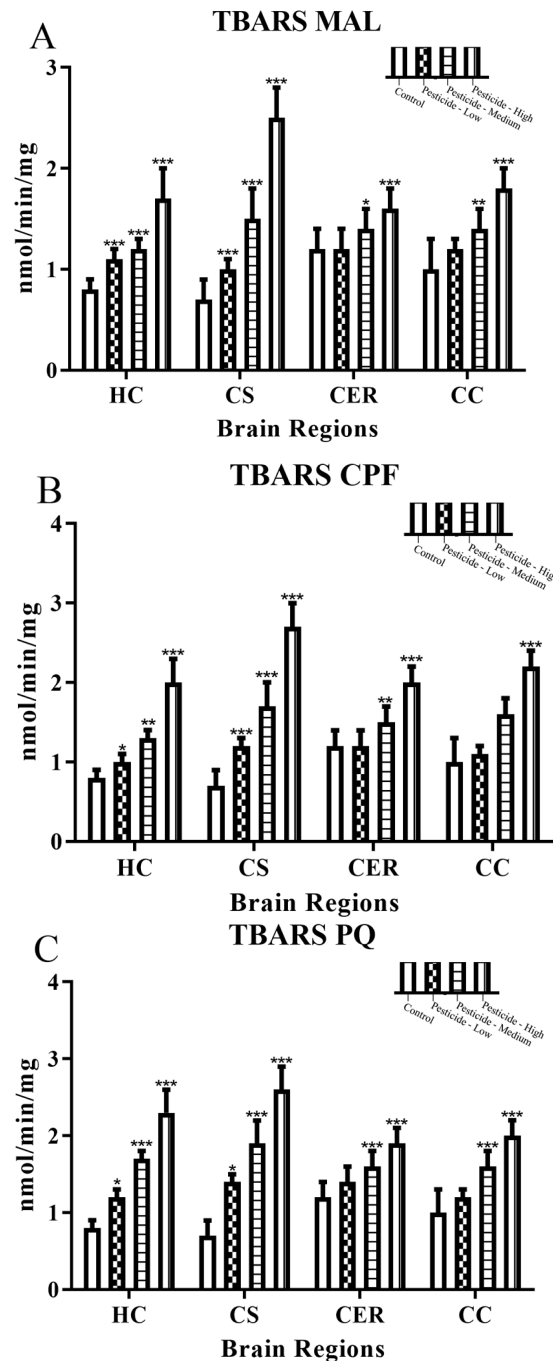 A
TBARS MAL
Control
Pesticide - Low
Pesticide - Medium
Pesticide - High
nmol/min/mg
3
2
1
0
***
***
***
***
***
***
*
***
**
***
HC
CS
CER
CC
Brain Regions
B
TBARS CPF
Control
Pesticide - Low
Pesticide - Medium
Pesticide - High
nmol/min/mg
4
3
2
1
0
*
**
***
***
***
***
**
***
***
HC
CS
CER
CC
Brain Regions
C
TBARS PQ
Control
Pesticide - Low
Pesticide - Medium
Pesticide - High
nmol/min/mg
4
3
2
1
0
*
***
***
*
***
***
***
***
***
***
HC
CS
CER
CC
Brain Regions